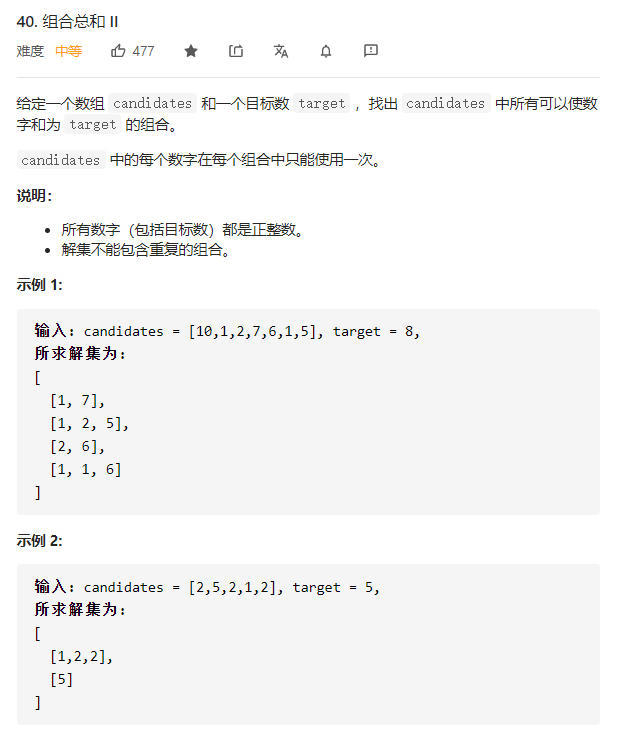 40. 组合总和 II
难度 中等 477
给定一个数组 candidates 和一个目标数 target ，找出 candidates 中所有可以使数
字和为 target 的组合。
candidates 中的每个数字在每个组合中只能使用一次。
说明：
所有数字（包括目标数）都是正整数。
解集不能包含重复的组合。
示例 1:
输入: candidates = [10,1,2,7,6,1,5], target = 8,
所求解集为:
[
[1, 7],
[1, 2, 5],
[2, 6],
[1, 1, 6]
]
示例 2:
输入: candidates = [2,5,2,1,2], target = 5,
所求解集为:
[
[1,2,2],
[5]
]